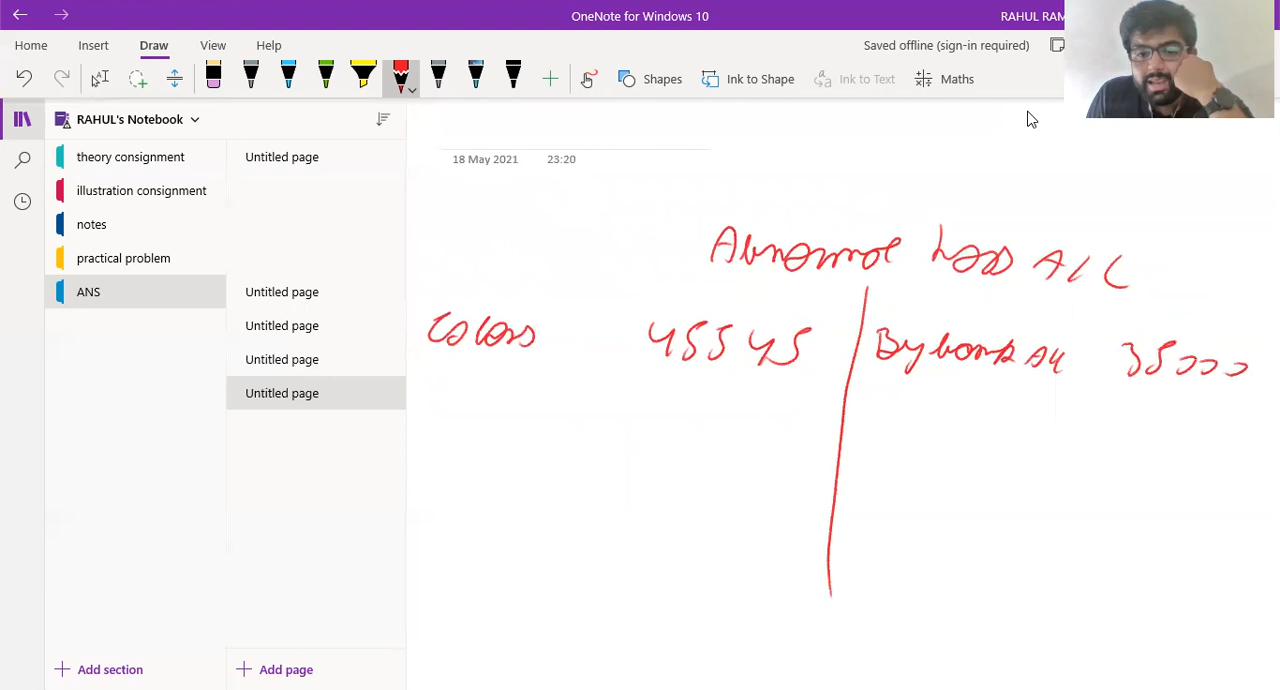 OneNote for Windows 10
RAHUL RAM
Home Insert Draw View Help
Saved offline (sign-in required)
Shapes Ink to Shape Ink to Text Maths
RAHUL's Notebook
theory consignment
illustration consignment
notes
practical problem
ANS
Untitled page
Untitled page
Untitled page
Untitled page
Untitled page
18 May 2021 23:20
Abnormal Loss A/C
45545 By bank A/c 35000
Add section
Add page